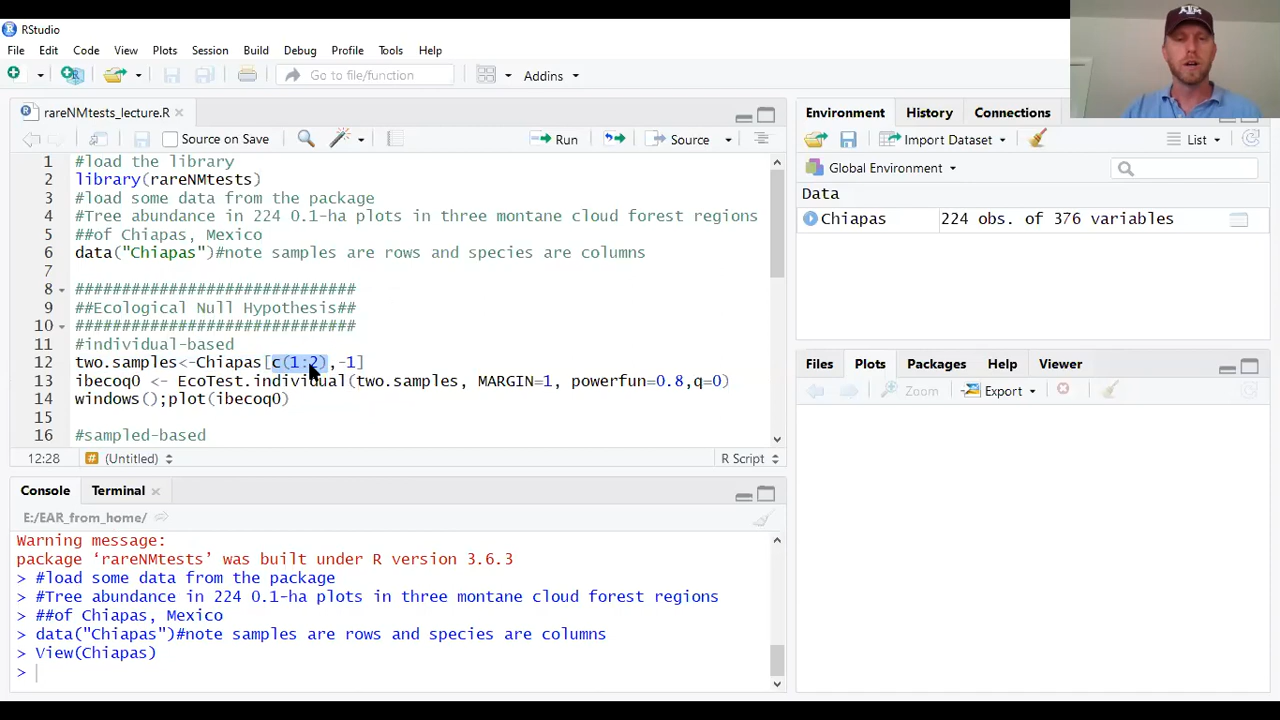 RStudio
File Edit Code View Plots Session Build Debug Profile Tools Help
Go to file/function Addins
rareNMtests_lecture.R
Source on Save Run Source
1 #load the library
2 library(rareNMtests)
3 #load some data from the package
4 #Tree abundance in 224 0.1-ha plots in three montane cloud forest regions
5 ##of Chiapas, Mexico
6 data("Chiapas")#note samples are rows and species are columns
7
8 ##############################
9 ##Ecological Null Hypothesis##
10 ##############################
11 #individual-based
12 two.samples<-Chiapas[c(1:2),-1]
13 ibecoq0 <- EcoTest.individual(two.samples, MARGIN=1, powerfun=0.8,q=0)
14 windows();plot(ibecoq0)
15
16 #sampled-based
12:28 # (Untitled) R Script
Console Terminal
E:/EAR_from_home/
Warning message:
package ‘rareNMtests’ was built under R version 3.6.3
> #load some data from the package
> #Tree abundance in 224 0.1-ha plots in three montane cloud forest regions
> ##of Chiapas, Mexico
> data("Chiapas")#note samples are rows and species are columns
> View(Chiapas)
>
Environment History Connections
Import Dataset List
Global Environment
Data
Chiapas 224 obs. of 376 variables
Files Plots Packages Help Viewer
Zoom Export